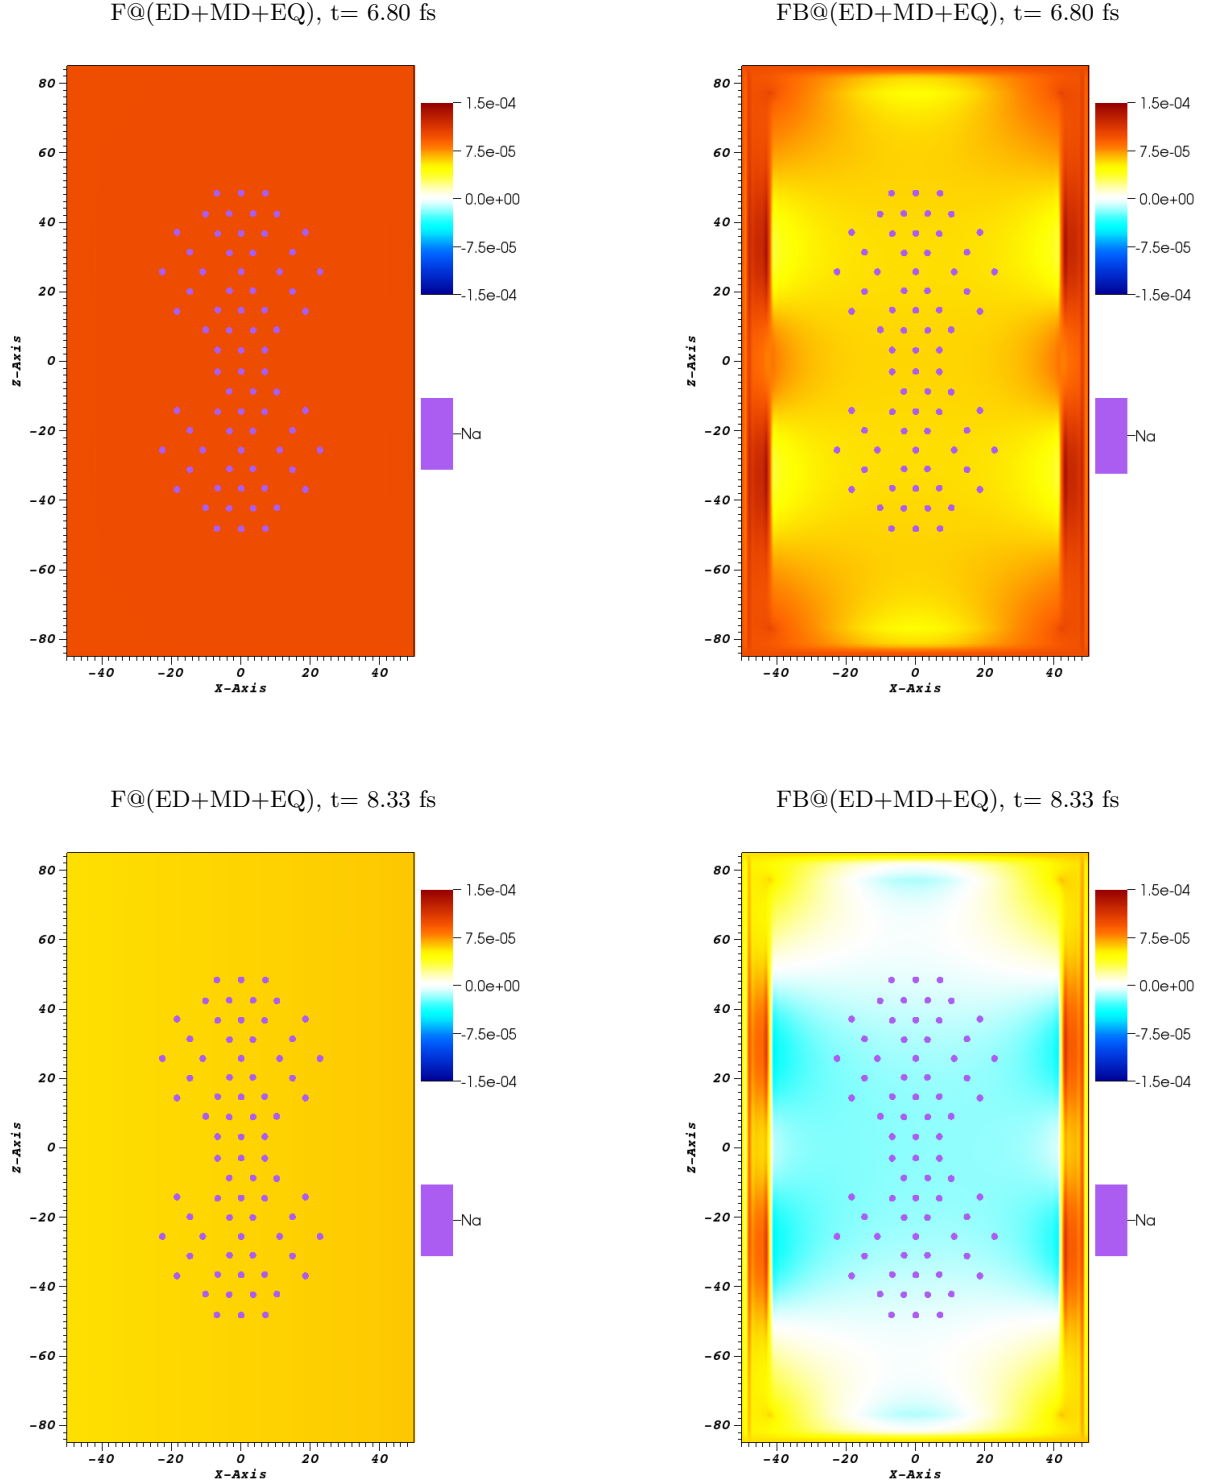 F@(ED+MD+EQ), t= 6.80 fs
80
60
40
20
0
-20
-40
-60
-80
Z-Axis
-40 -20 0 20 40
X-Axis
1.5e-04
7.5e-05
0.0e+00
-7.5e-05
-1.5e-04
Na
FB@(ED+MD+EQ), t= 6.80 fs
80
60
40
20
0
-20
-40
-60
-80
Z-Axis
-40 -20 0 20 40
X-Axis
1.5e-04
7.5e-05
0.0e+00
-7.5e-05
-1.5e-04
Na
F@(ED+MD+EQ), t= 8.33 fs
80
60
40
20
0
-20
-40
-60
-80
Z-Axis
-40 -20 0 20 40
X-Axis
1.5e-04
7.5e-05
0.0e+00
-7.5e-05
-1.5e-04
Na
FB@(ED+MD+EQ), t= 8.33 fs
80
60
40
20
0
-20
-40
-60
-80
Z-Axis
-40 -20 0 20 40
X-Axis
1.5e-04
7.5e-05
0.0e+00
-7.5e-05
-1.5e-04
Na